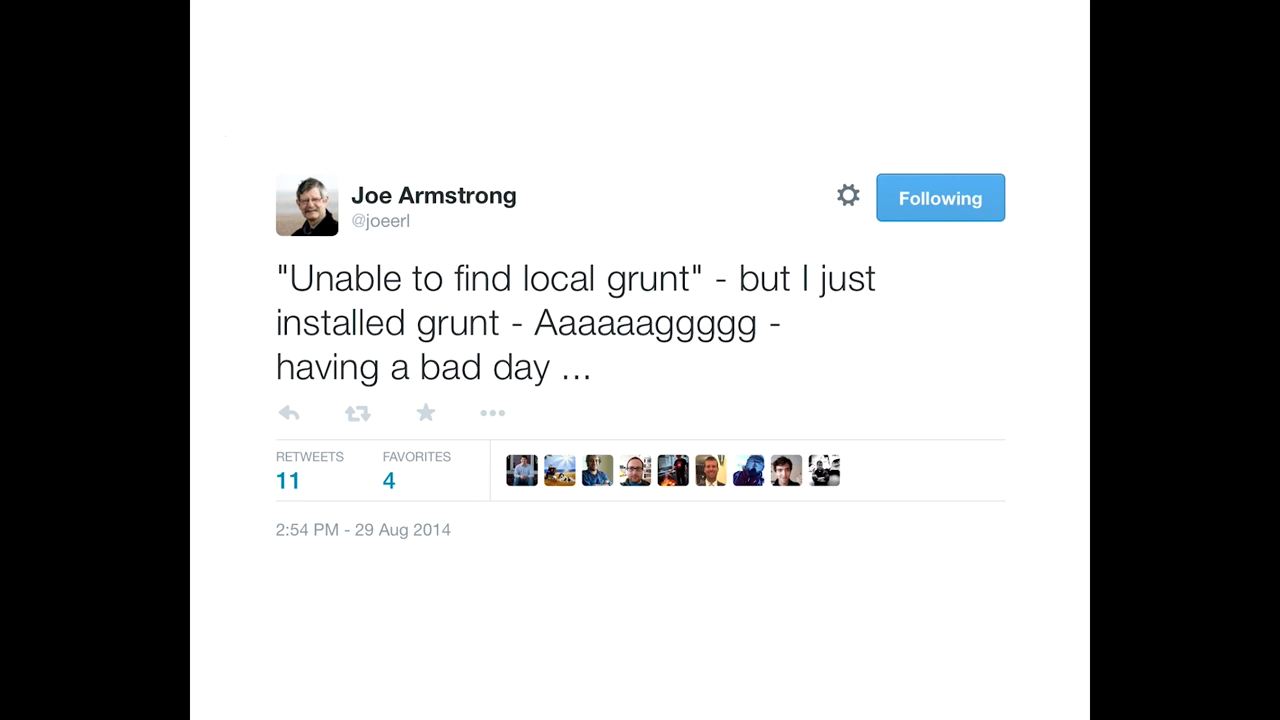 Joe Armstrong
@joeerl
Following
"Unable to find local grunt" - but I just
installed grunt - Aaaaaaggggg -
having a bad day ...
RETWEETS
11
FAVORITES
4
2:54 PM - 29 Aug 2014